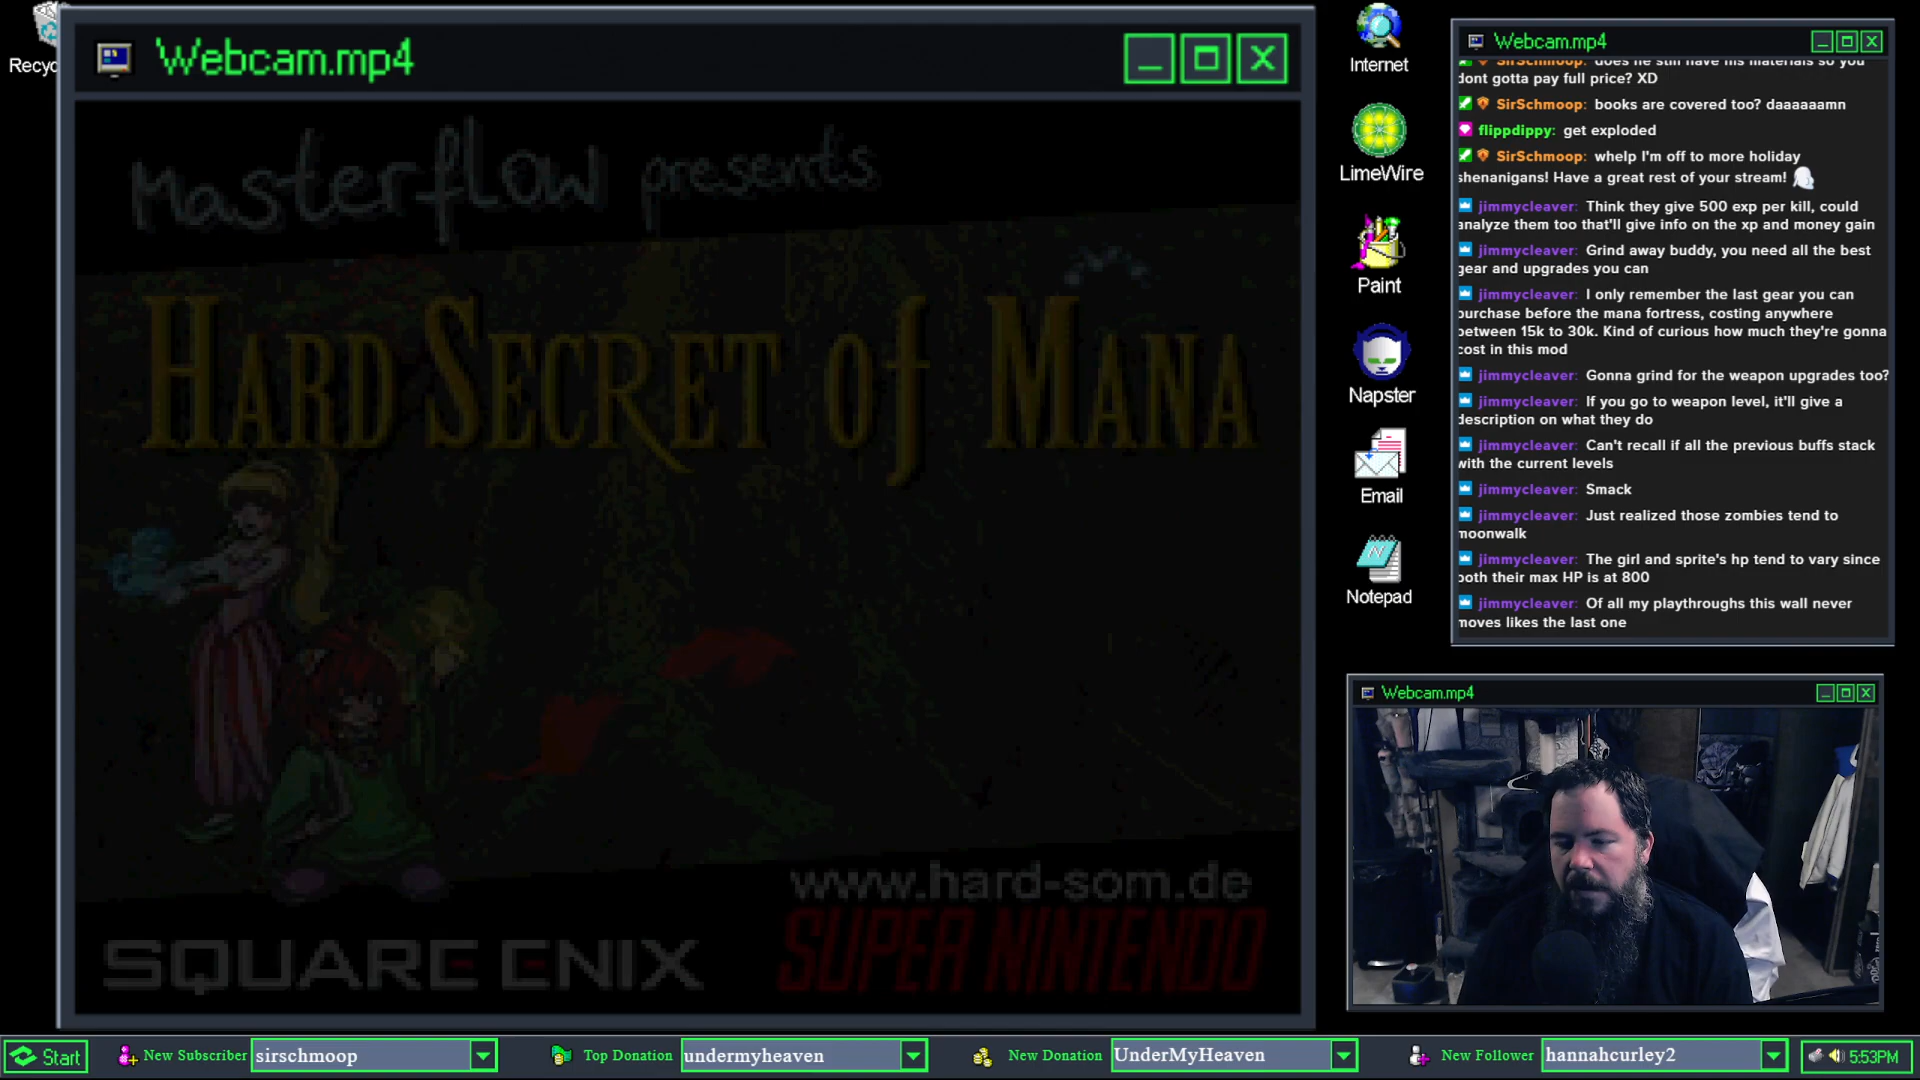 Recyc
Webcam.mp4
Masterflow presents
HARD SECRET of MANA
www.hard-som.de
SQUARE ENIX
SUPER NINTENDO
Internet
LimeWire
Paint
Napster
Email
Notepad
Webcam.mp4
SirSchmoop: does he still have his materials so you
dont gotta pay full price? XD
SirSchmoop: books are covered too? daaaaaamn
flippdippy: get exploded
SirSchmoop: whelp I'm off to more holiday
shenanigans! Have a great rest of your stream!
jimmycleaver: Think they give 500 exp per kill, could
analyze them too that'll give info on the xp and money gain
jimmycleaver: Grind away buddy, you need all the best
gear and upgrades you can
jimmycleaver: I only remember the last gear you can
purchase before the mana fortress, costing anywhere
between 15k to 30k. Kind of curious how much they're gonna
cost in this mod
jimmycleaver: Gonna grind for the weapon upgrades too?
jimmycleaver: If you go to weapon level, it'll give a
description on what they do
jimmycleaver: Can't recall if all the previous buffs stack
with the current levels
jimmycleaver: Smack
jimmycleaver: Just realized those zombies tend to
moonwalk
jimmycleaver: The girl and sprite's hp tend to vary since
both their max HP is at 800
jimmycleaver: Of all my playthroughs this wall never
moves likes the last one
Webcam.mp4
Start
New Subscriber sirschmoop
Top Donation undermyheaven
New Donation UnderMyHeaven
New Follower hannahcurley2
5:53PM